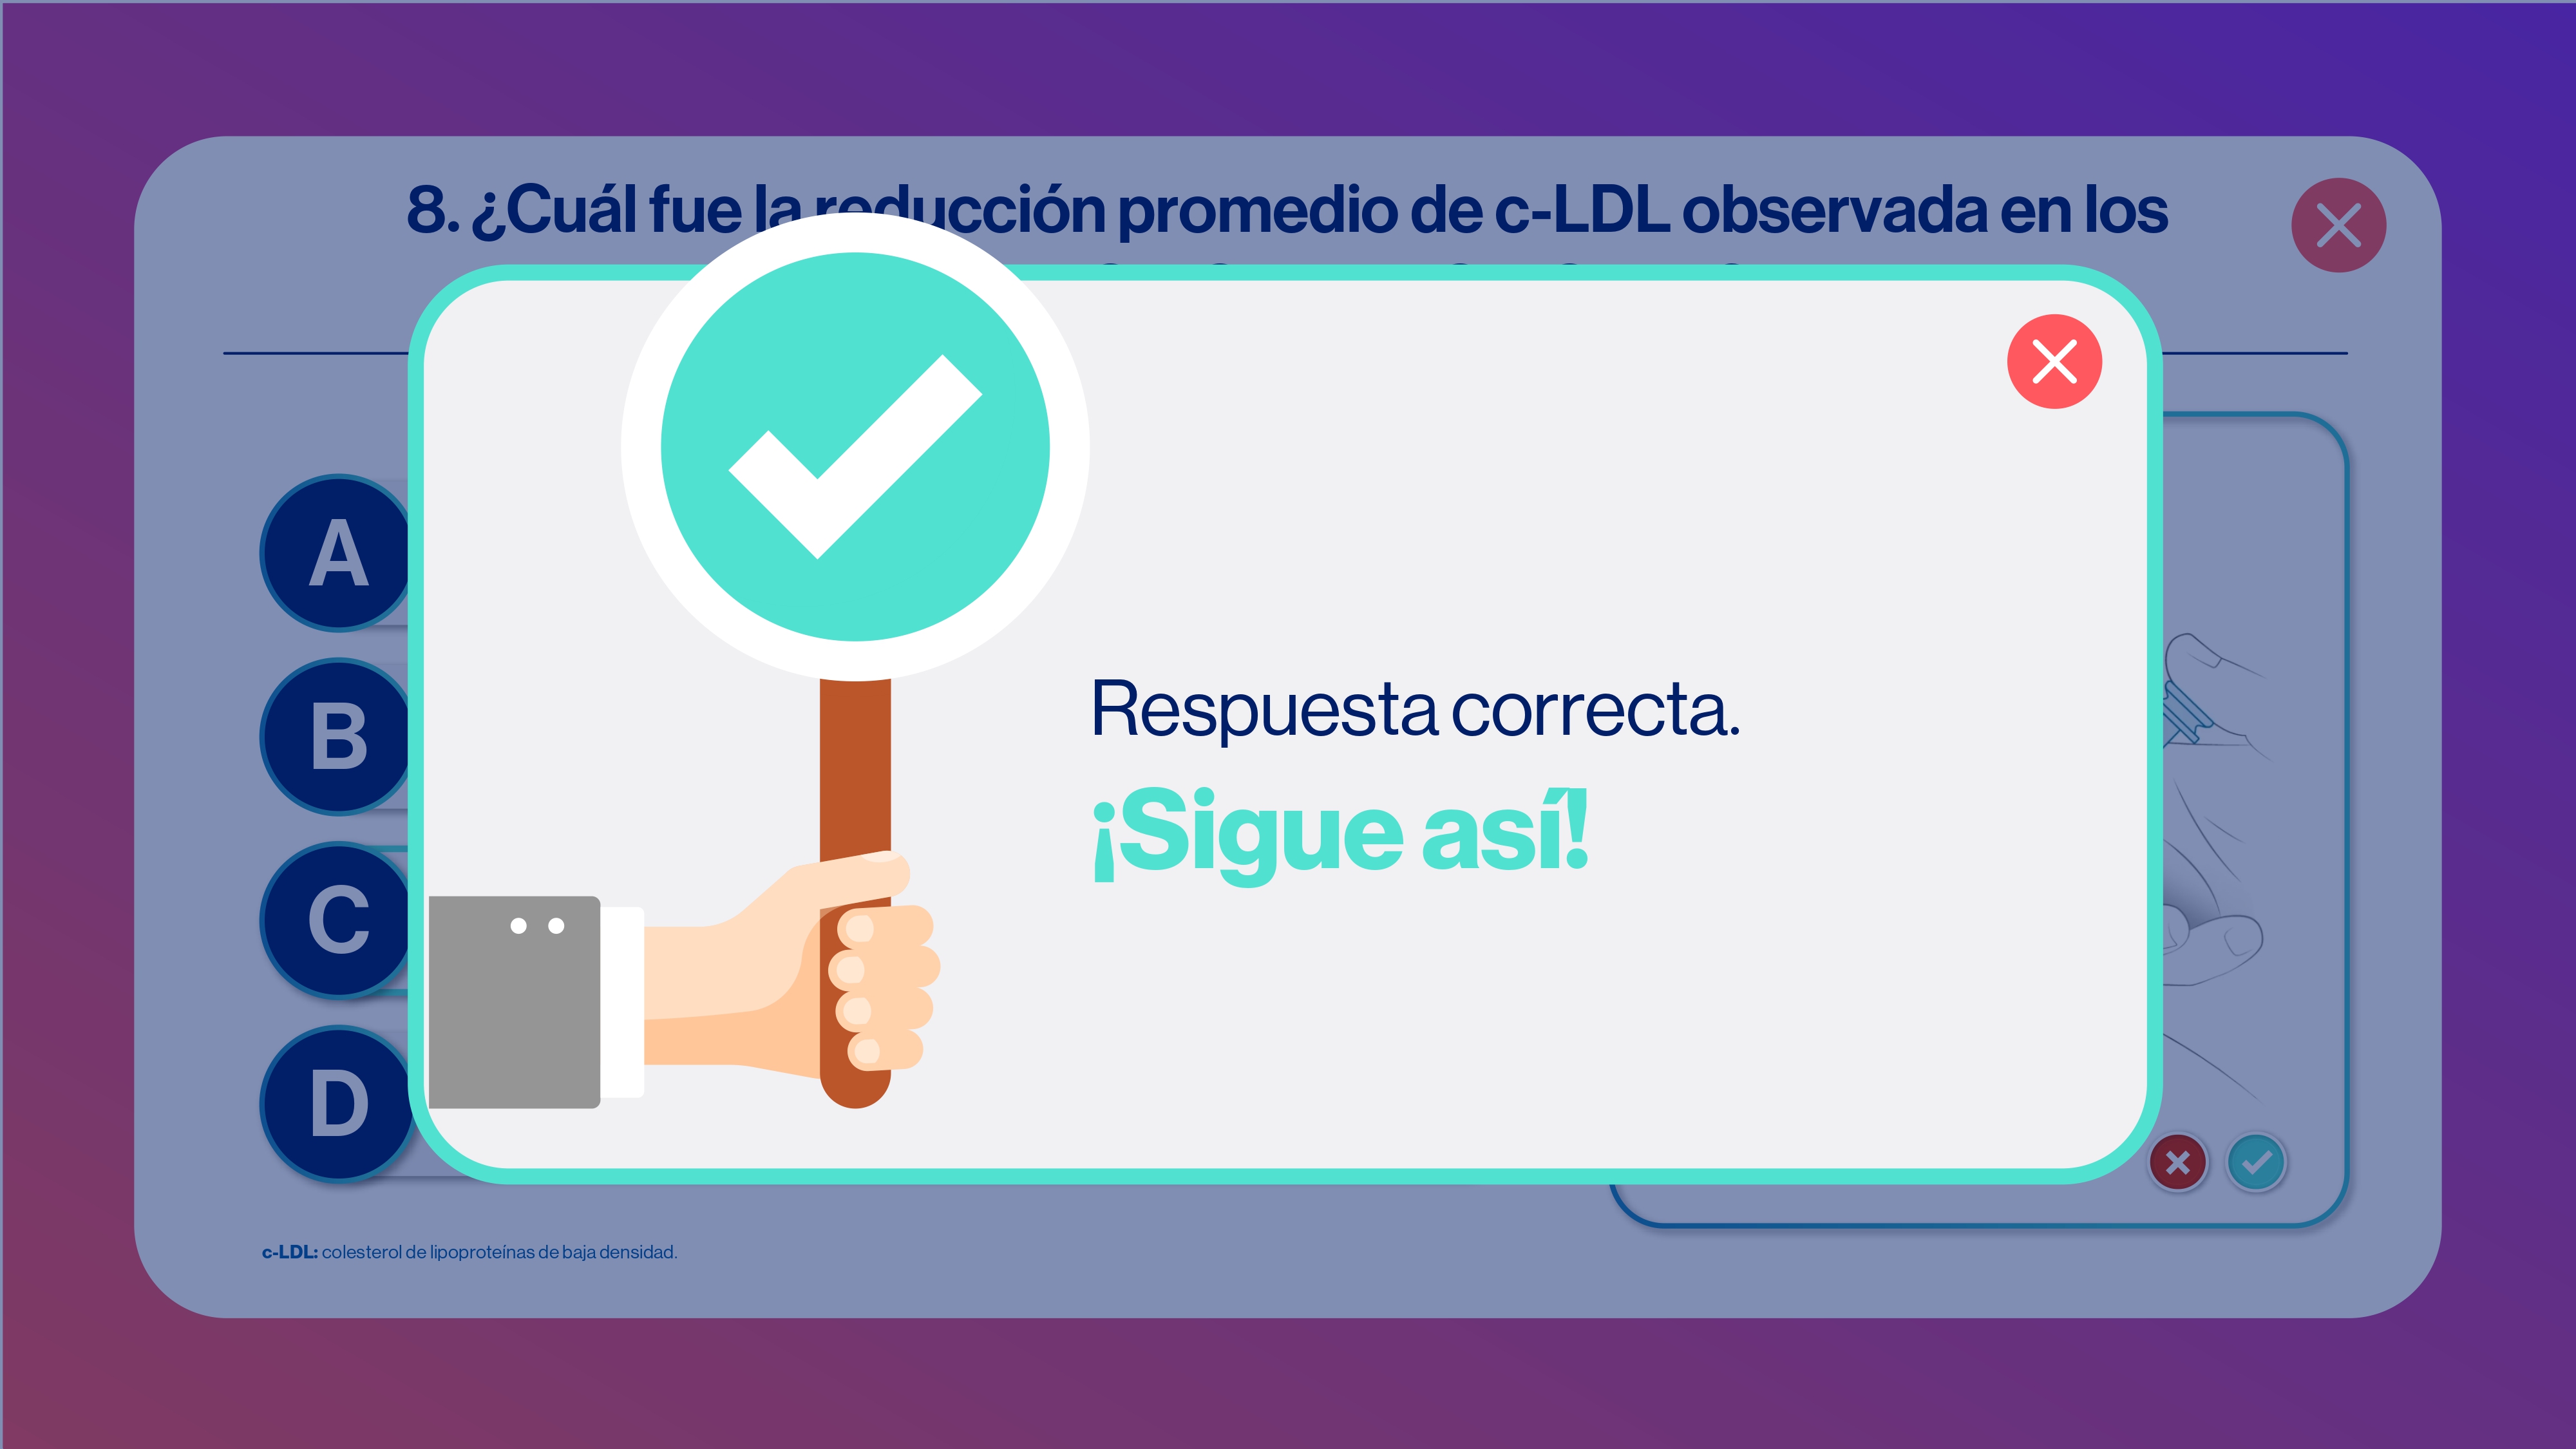 8. ¿Cuál fue la reducción promedio de c-LDL observada en los
A
B
C
D
Respuesta correcta.
¡Sigue así!
c-LDL: colesterol de lipoproteínas de baja densidad.